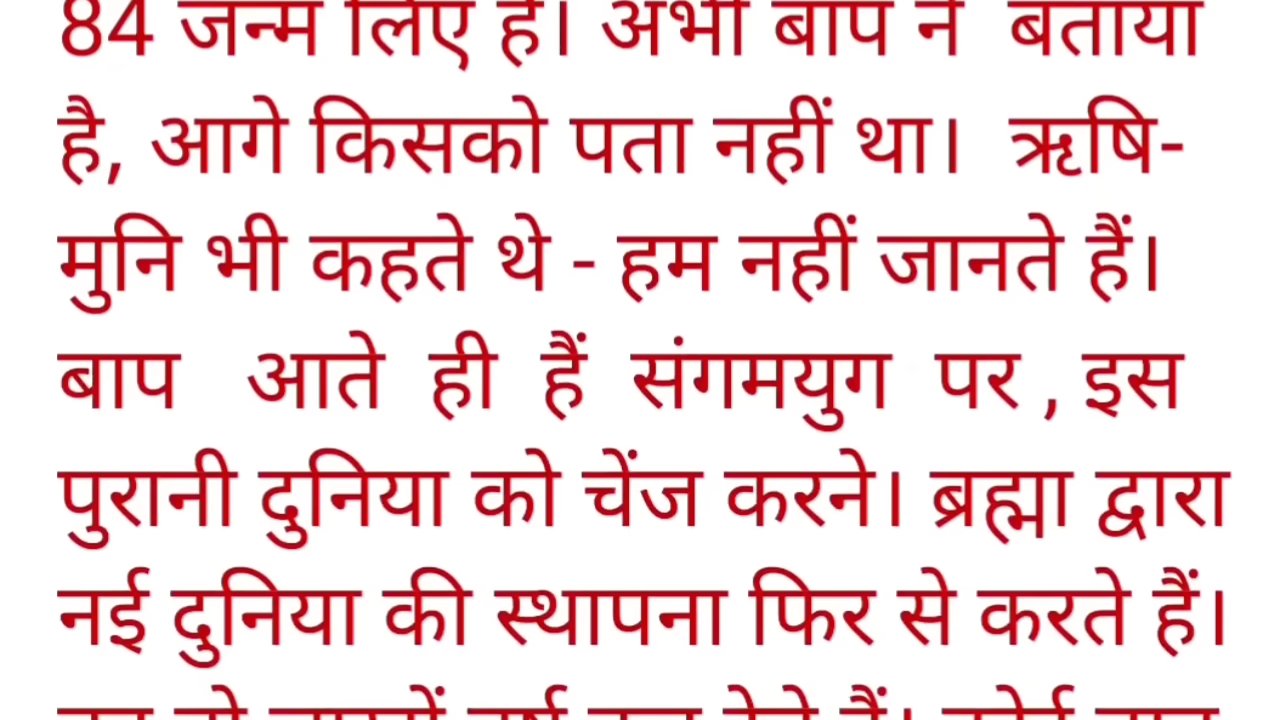 84 जन्म लिए हैं। अभी बाप ने बताया
है, आगे किसको पता नहीं था। ऋषि-
मुनि भी कहते थे - हम नहीं जानते हैं।
बाप आते ही हैं संगमयुग पर , इस
पुरानी दुनिया को चेंज करने। ब्रह्मा द्वारा
नई दुनिया की स्थापना फिर से करते हैं।